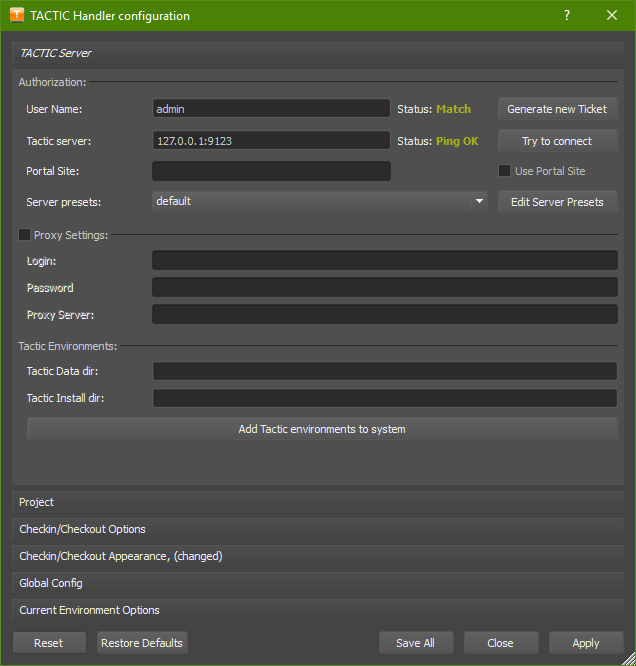 TACTIC Handler configuration
TACTIC Server
Authorization:
User Name: admin Status: Match Generate new Ticket
Tactic server: 127.0.0.1:9123 Status: Ping OK Try to connect
Portal Site: Use Portal Site
Server presets: default Edit Server Presets
Proxy Settings:
Login:
Password
Proxy Server:
Tactic Environments:
Tactic Data dir:
Tactic Install dir:
Add Tactic environments to system
Project
Checkin/Checkout Options
Checkin/Checkout Appearance, (changed)
Global Config
Current Environment Options
Reset Restore Defaults Save All Close Apply